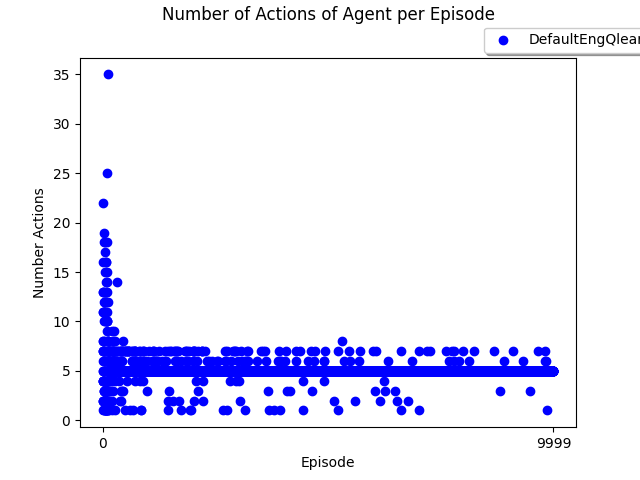 Number of Actions of Agent per Episode
DefaultEngQlear
35
30
25
20
15
10
5
0
Number Actions
0
9999
Episode